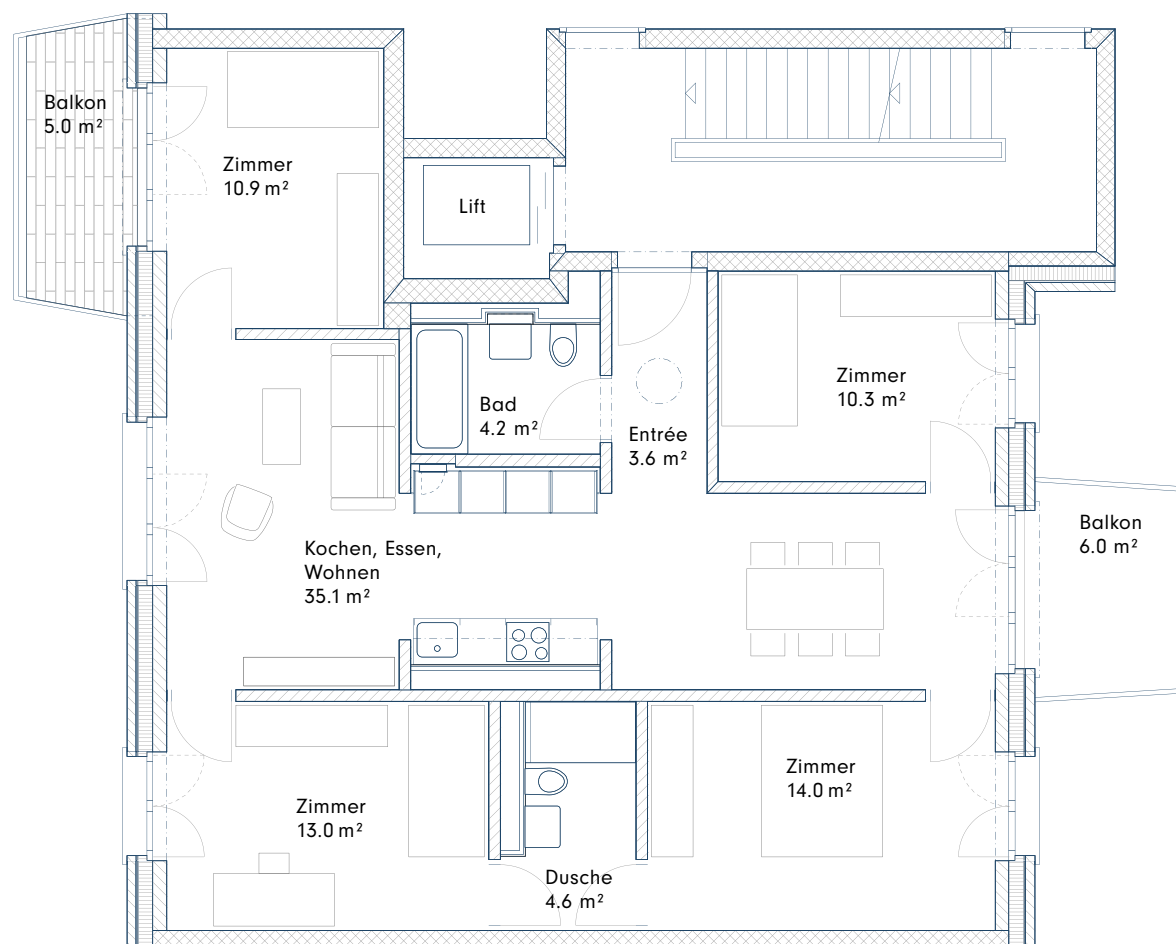 Balkon
5.0 m²
Zimmer
10.9 m²
Lift
Zimmer
10.3 m²
Bad
4.2 m²
Entrée
3.6 m²
Balkon
6.0 m²
Kochen, Essen,
Wohnen
35.1 m²
Zimmer
14.0 m²
Zimmer
13.0 m²
Dusche
4.6 m²